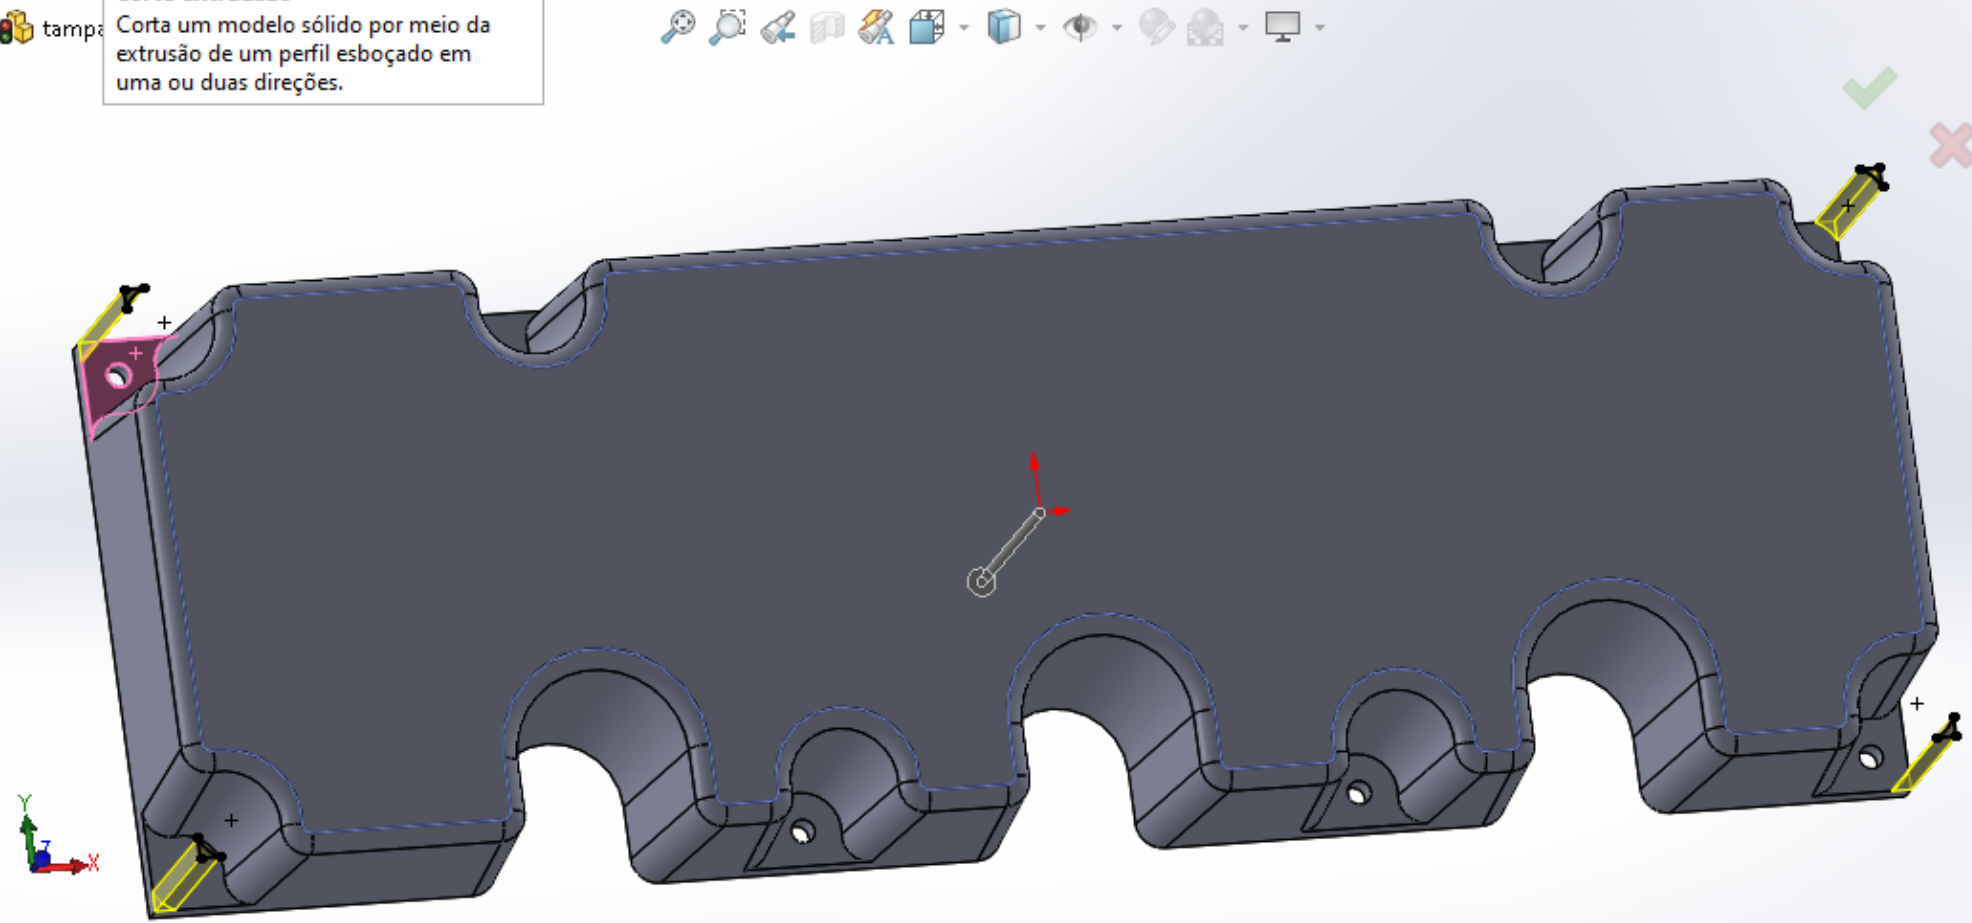 tampa
Corta um modelo sólido por meio da
extrusão de um perfil esboçado em
uma ou duas direções.
Y
Z
X